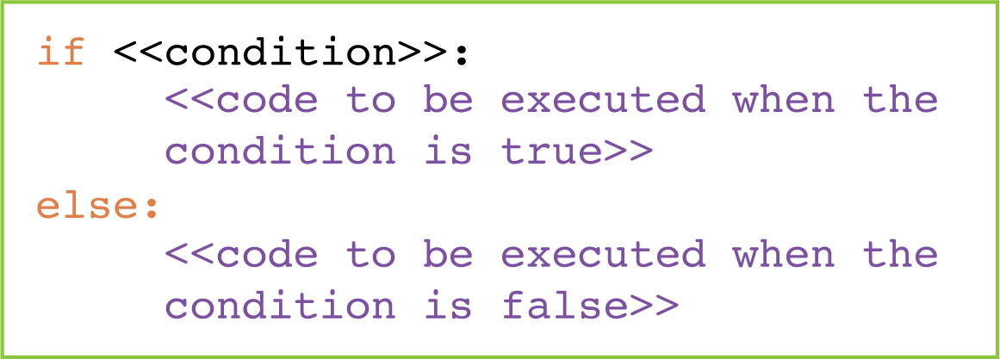 if <<condition>>:
<<code to be executed when the
condition is true>>
else:
<<code to be executed when the
condition is false>>